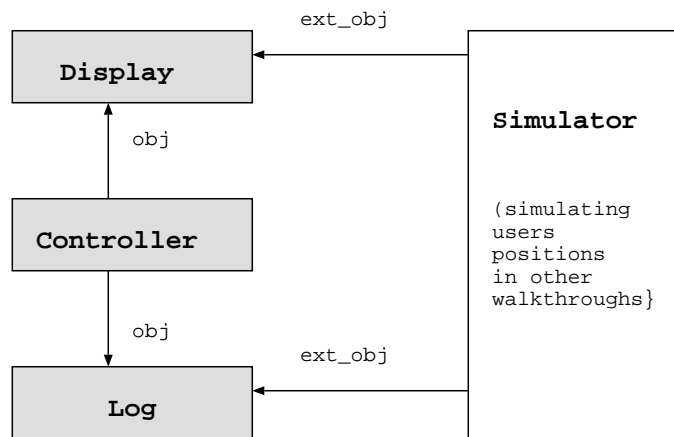 ext_obj
Display
Simulator
obj
(simulating
users
positions
in other
walkthroughs}
Controller
obj
ext_obj
Log